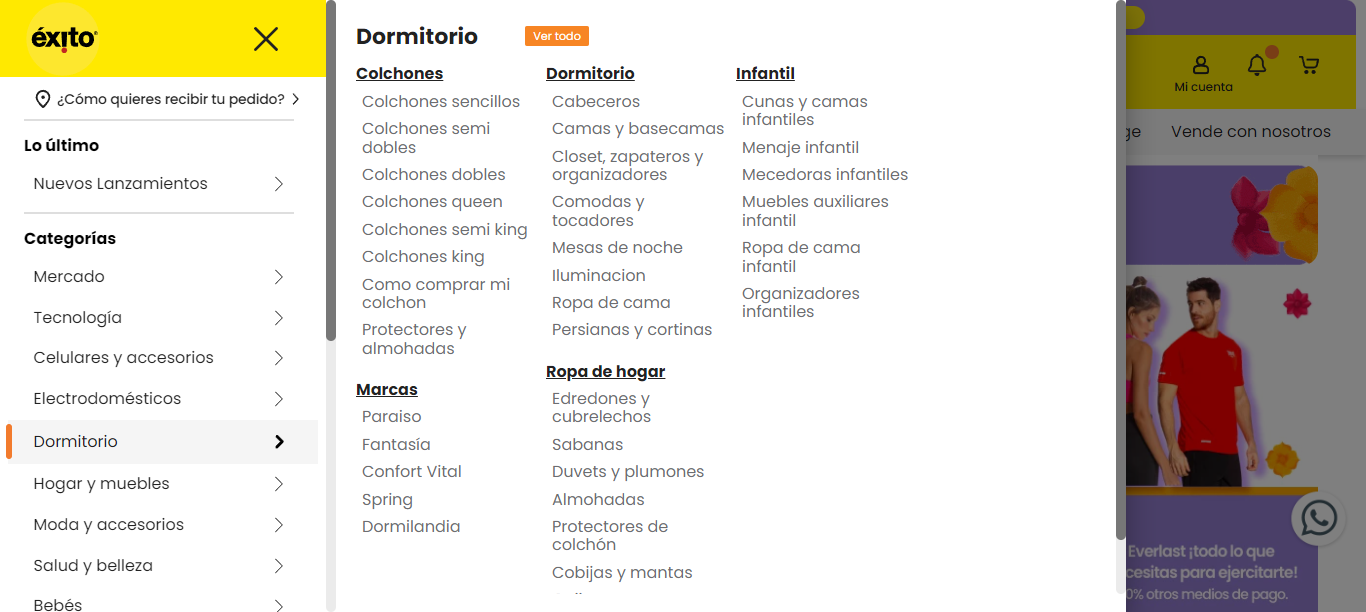 éxito
¿Cómo quieres recibir tu pedido?
Lo último
Nuevos Lanzamientos
Categorías
Mercado
Tecnología
Celulares y accesorios
Electrodomésticos
Dormitorio
Hogar y muebles
Moda y accesorios
Salud y belleza
Bebés
Dormitorio
Ver todo
Colchones
Colchones sencillos
Colchones semi
dobles
Colchones dobles
Colchones queen
Colchones semi king
Colchones king
Como comprar mi
colchon
Protectores y
almohadas
Marcas
Paraiso
Fantasía
Confort Vital
Spring
Dormilandia
Dormitorio
Cabeceros
Camas y basecamas
Closet, zapateros y
organizadores
Comodas y
tocadores
Mesas de noche
Iluminacion
Ropa de cama
Persianas y cortinas
Ropa de hogar
Edredones y
cubrelechos
Sabanas
Duvets y plumones
Almohadas
Protectores de
colchón
Cobijas y mantas
Infantil
Cunas y camas
infantiles
Menaje infantil
Mecedoras infantiles
Muebles auxiliares
infantil
Ropa de cama
infantil
Organizadores
infantiles
Mi cuenta
ge
Vende con nosotros
Everlast ¡todo lo que
cesitas para ejercitarte!
0% otros medios de pago.